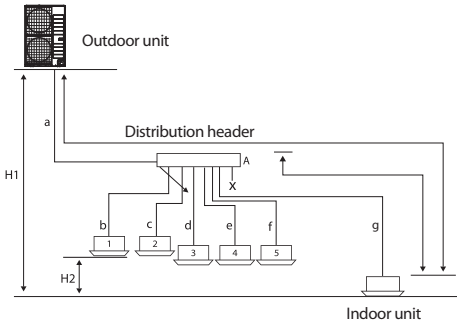 Outdoor unit
a
Distribution header
A
H1
X
b
c
d
e
f
g
1
2
3
4
5
H2
Indoor unit